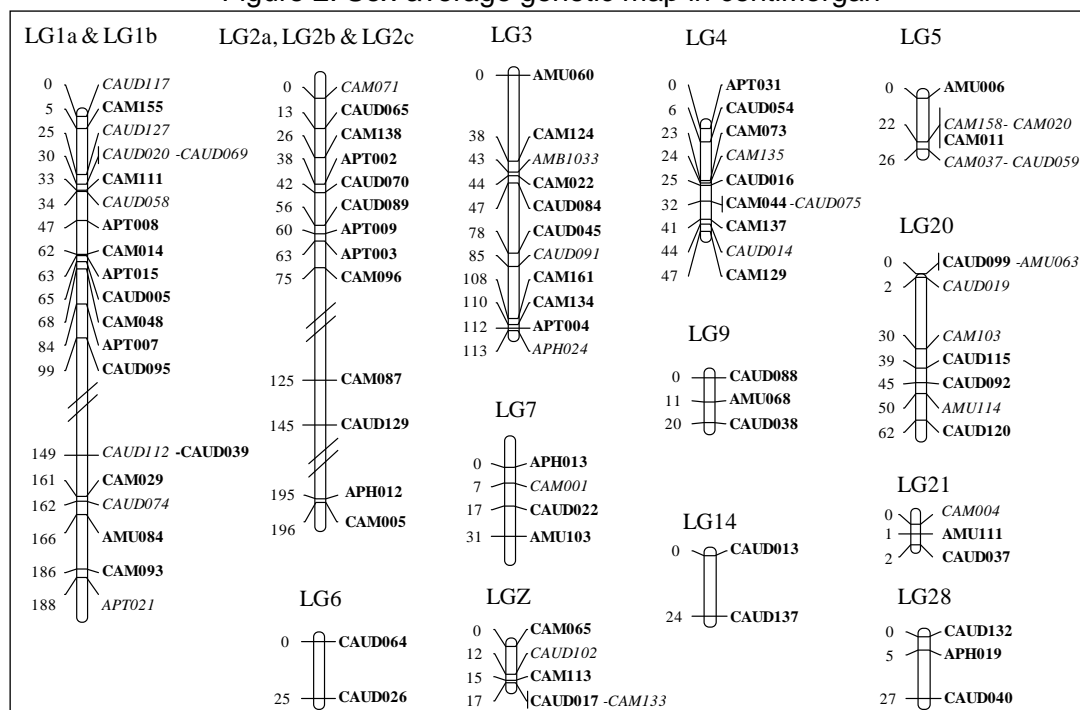 Figure 2. Sex average genetic map in centimorgan
LG1a & LG1b
0 CAUD117
5 CAM155
25 CAUD127
30 CAUD020 -CAUD069
33 CAM111
34 CAUD058
47 APT008
62 CAM014
63 APT015
65 CAUD005
68 CAM048
84 APT007
99 CAUD095
149 CAUD112 -CAUD039
161 CAM029
162 CAUD074
166 AMU084
186 CAM093
188 APT021
LG2a, LG2b & LG2c
0 CAM071
13 CAUD065
26 CAM138
38 APT002
42 CAUD070
56 CAUD089
60 APT009
63 APT003
75 CAM096
125 CAM087
145 CAUD129
195 APH012
196 CAM005
LG6
0 CAUD064
25 CAUD026
LG3
0 AMU060
38 CAM124
43 AMB1033
44 CAM022
47 CAUD084
78 CAUD045
85 CAUD091
108 CAM161
110 CAM134
112 APT004
113 APH024
LG7
0 APH013
7 CAM001
17 CAUD022
31 AMU103
LGZ
0 CAM065
12 CAUD102
15 CAM113
17 CAUD017 -CAM133
LG4
0 APT031
6 CAUD054
23 CAM073
24 CAM135
25 CAUD016
32 CAM044 -CAUD075
41 CAM137
44 CAUD014
47 CAM129
LG9
0 CAUD088
11 AMU068
20 CAUD038
LG14
0 CAUD013
24 CAUD137
LG5
0 AMU006
22 CAM158- CAM020
CAM011
26 CAM037- CAUD059
LG20
0 CAUD099 -AMU063
2 CAUD019
30 CAM103
39 CAUD115
45 CAUD092
50 AMU114
62 CAUD120
LG21
0 CAM004
1 AMU111
2 CAUD037
LG28
0 CAUD132
5 APH019
27 CAUD040